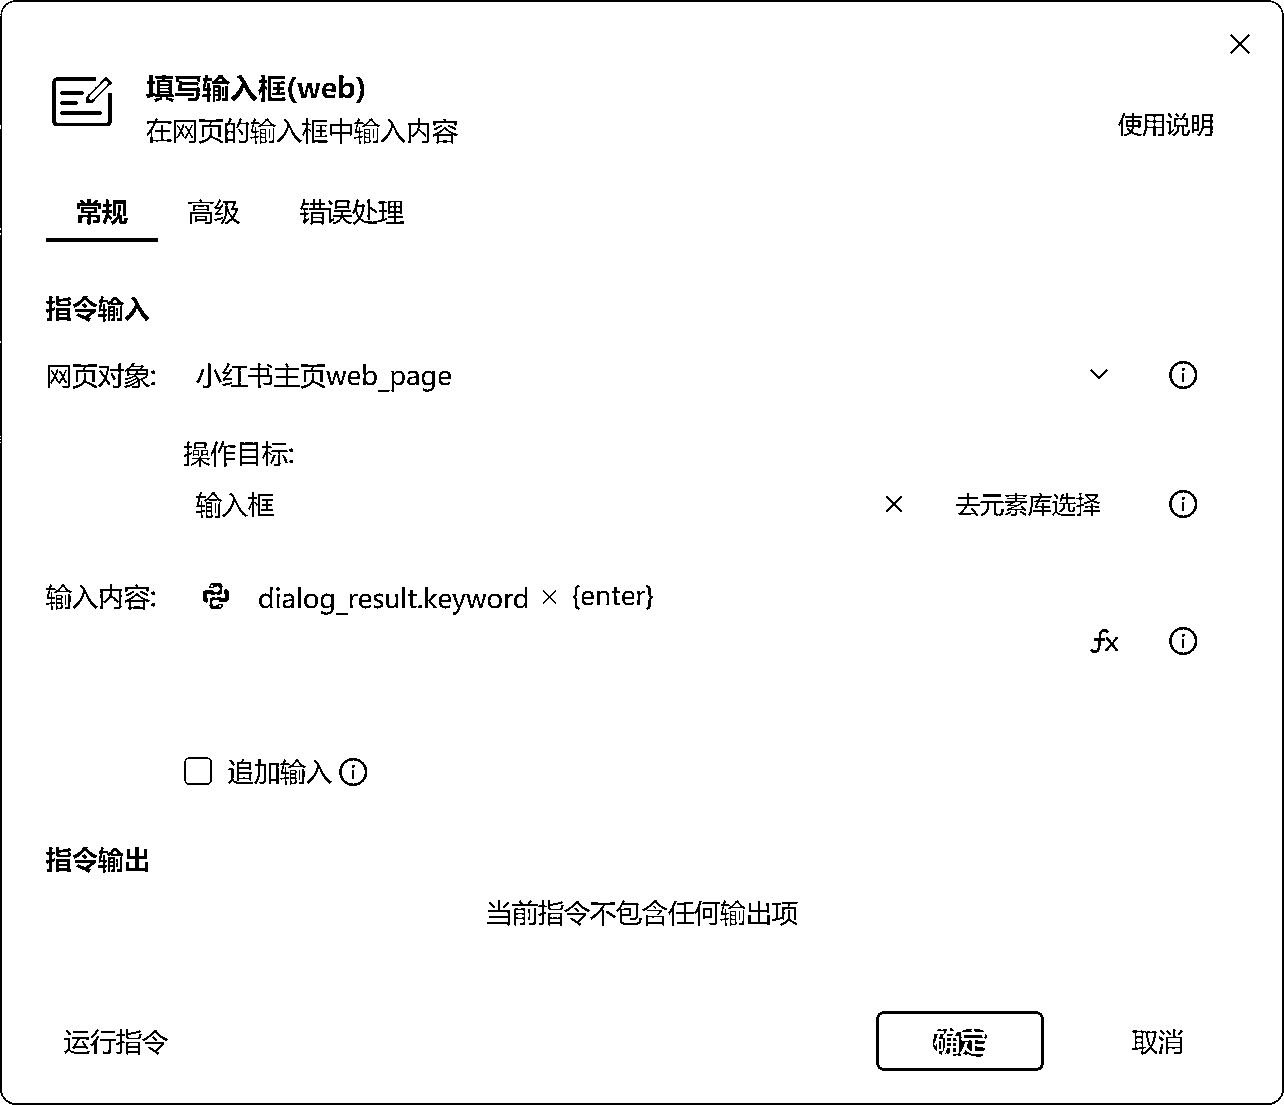 填写输入框(web)
在网页的输入框中输入内容
使用说明
常规 高级 错误处理
指令输入
网页对象: 小红书主页web_page
操作目标:
输入框 去元素库选择
输入内容: dialog_result.keyword × {enter}
fx
追加输入
指令输出
当前指令不包含任何输出项
运行指令 确定 取消